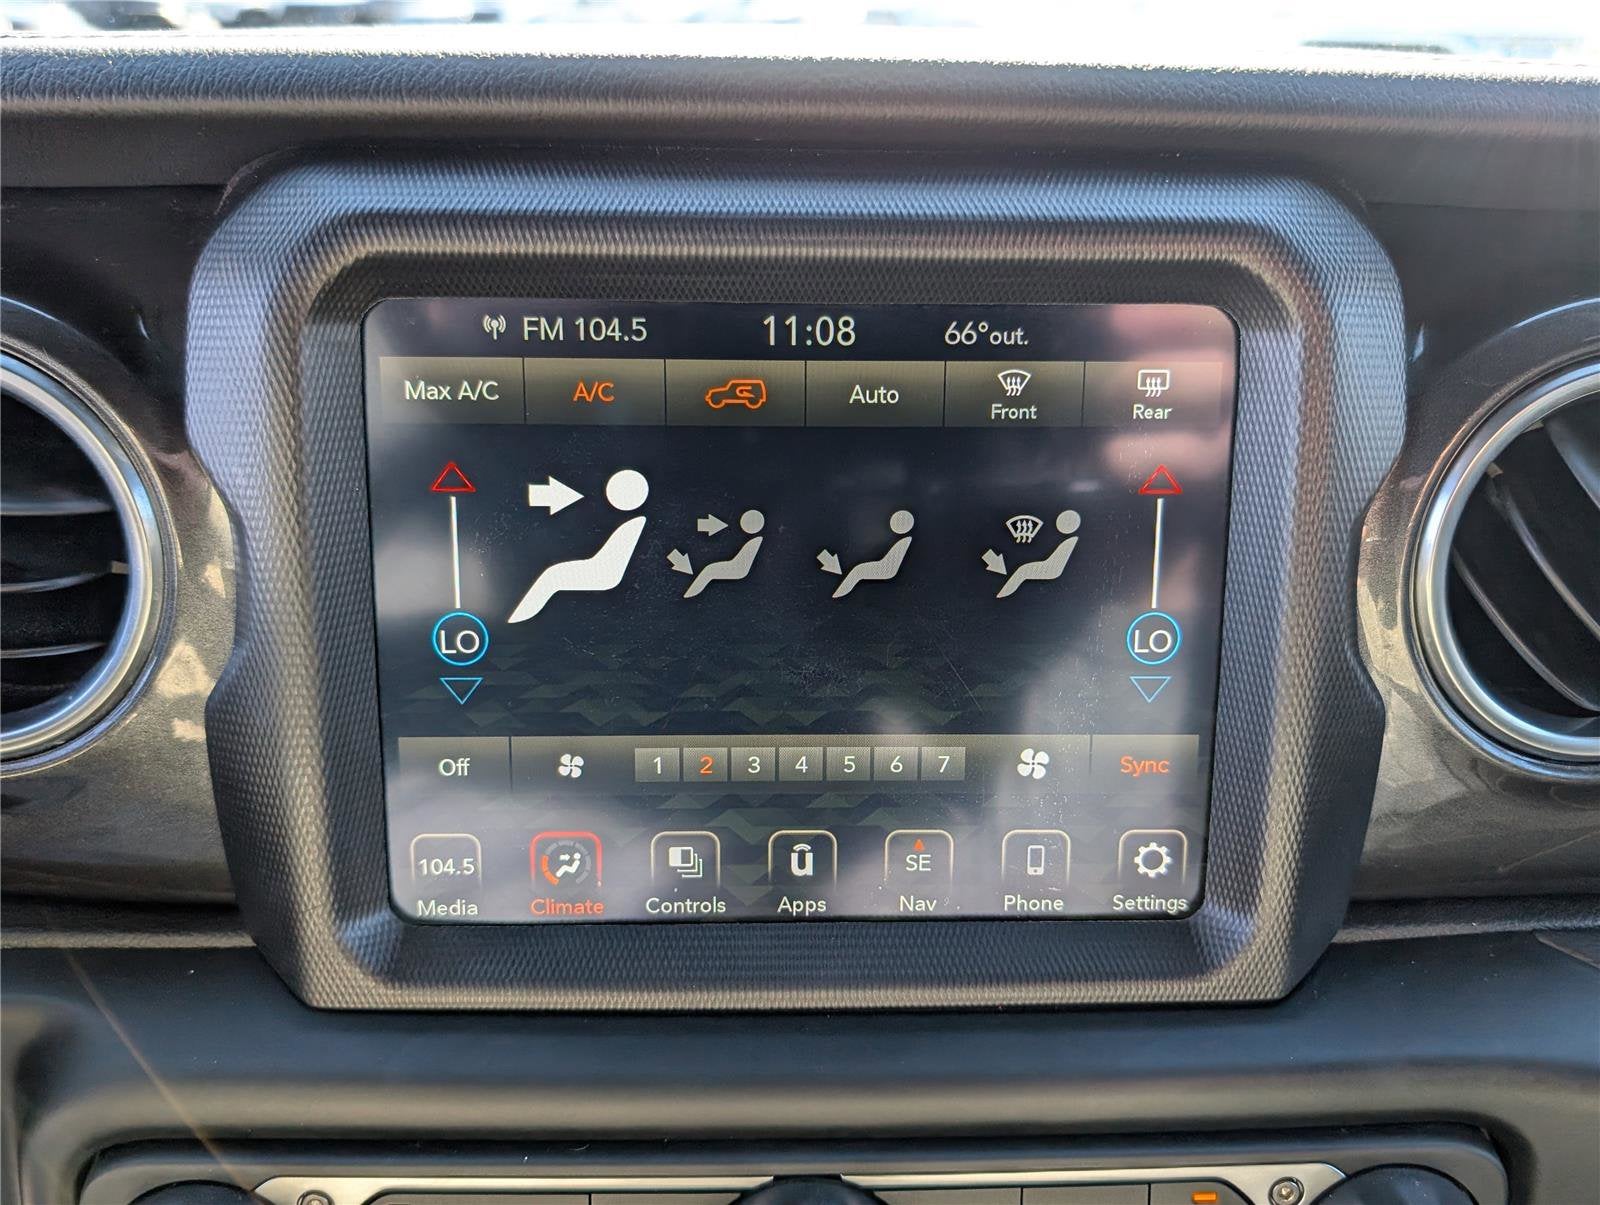 FM 104.5 11:08 66°out.
Max A/C A/C Auto Front Rear
LO LO
Off 1 2 3 4 5 6 7 Sync
104.5 u SE
Media Climate Controls Apps Nav Phone Settings